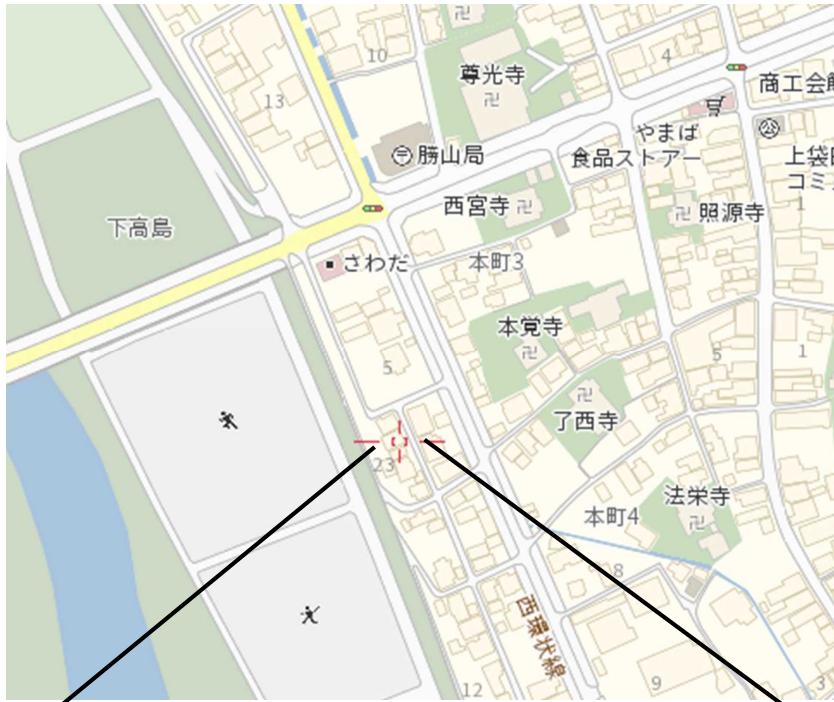 10
4
尊光寺
13
商工会館
やまば
食品ストアー
勝山局
上袋田
コミ
1
西宮寺
照源寺
下高島
さわだ
本町3
本覚寺
5
5
1
了西寺
23
法栄寺
本町4
8
西環状線
12
9
3